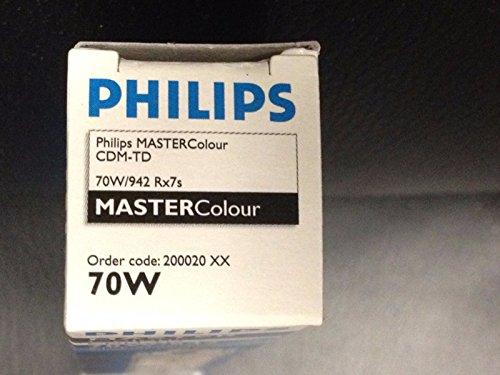 PHILIPS
Philips MASTERColour
CDM-TD
70W/942 Rx7s
MASTERColour
Order code: 200020 XX
70W